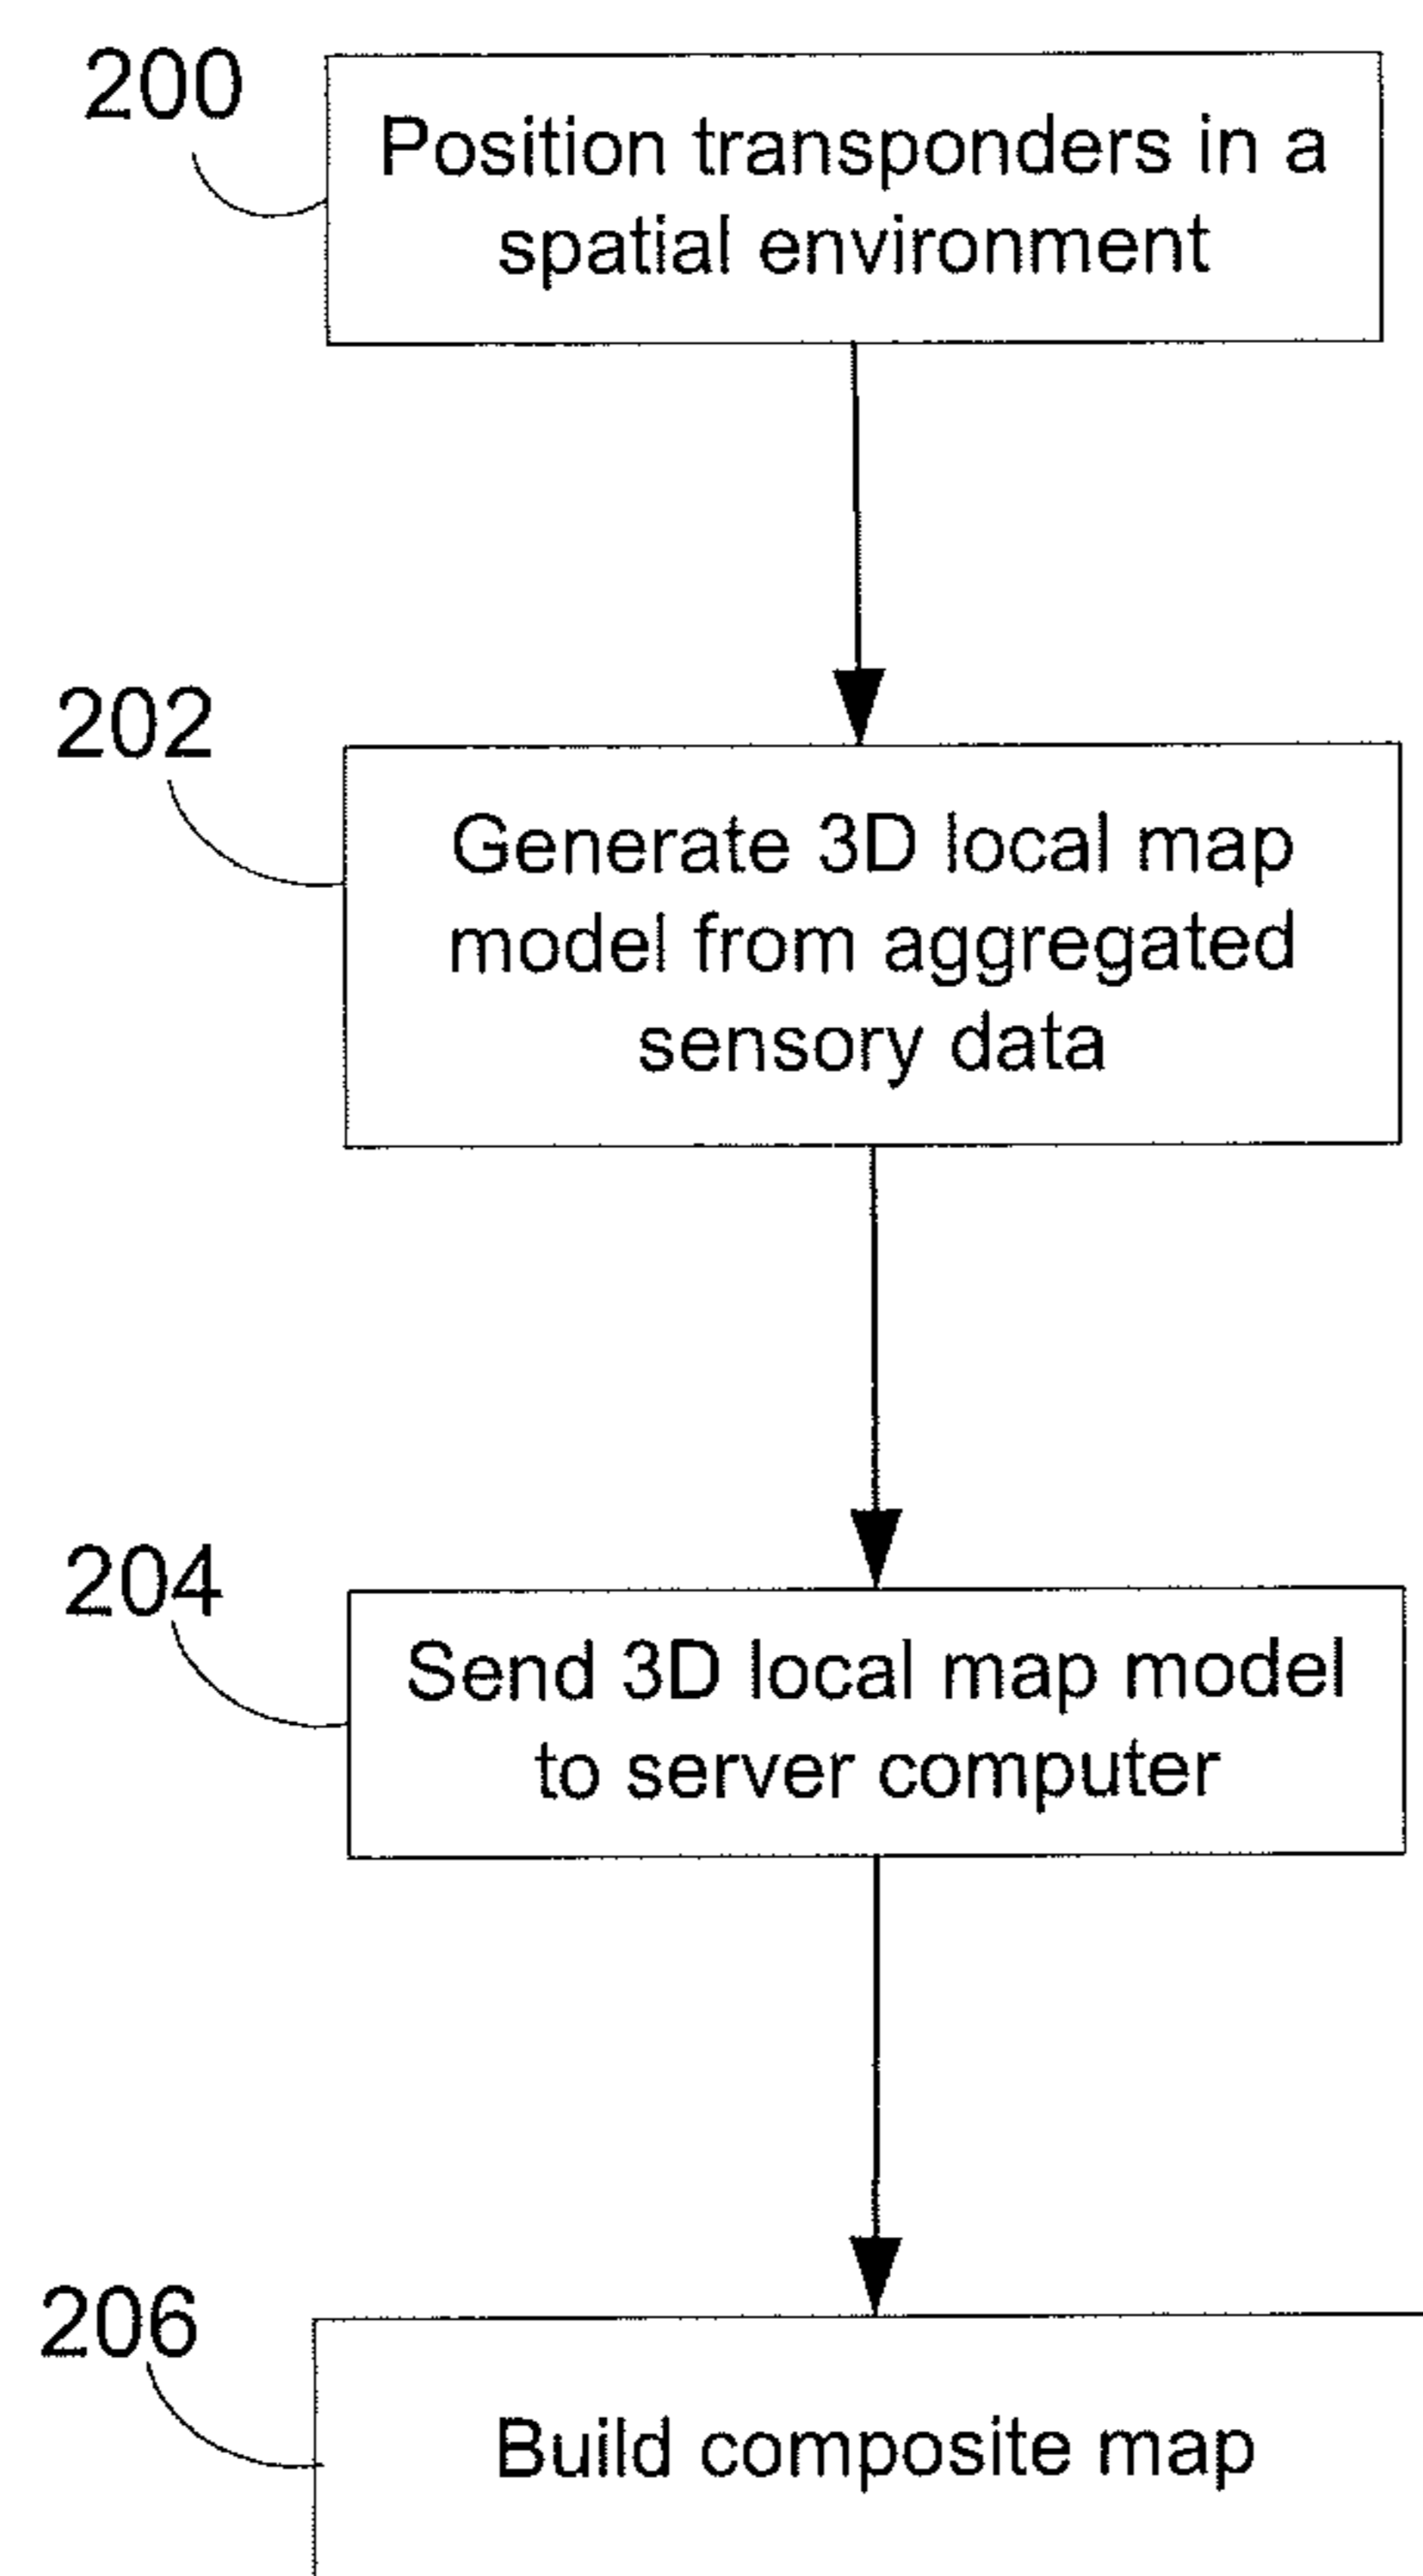 200
Position transponders in a
spatial environment
202
Generate 3D local map
model from aggregated
sensory data
204
Send 3D local map model
to server computer
206
Build composite map